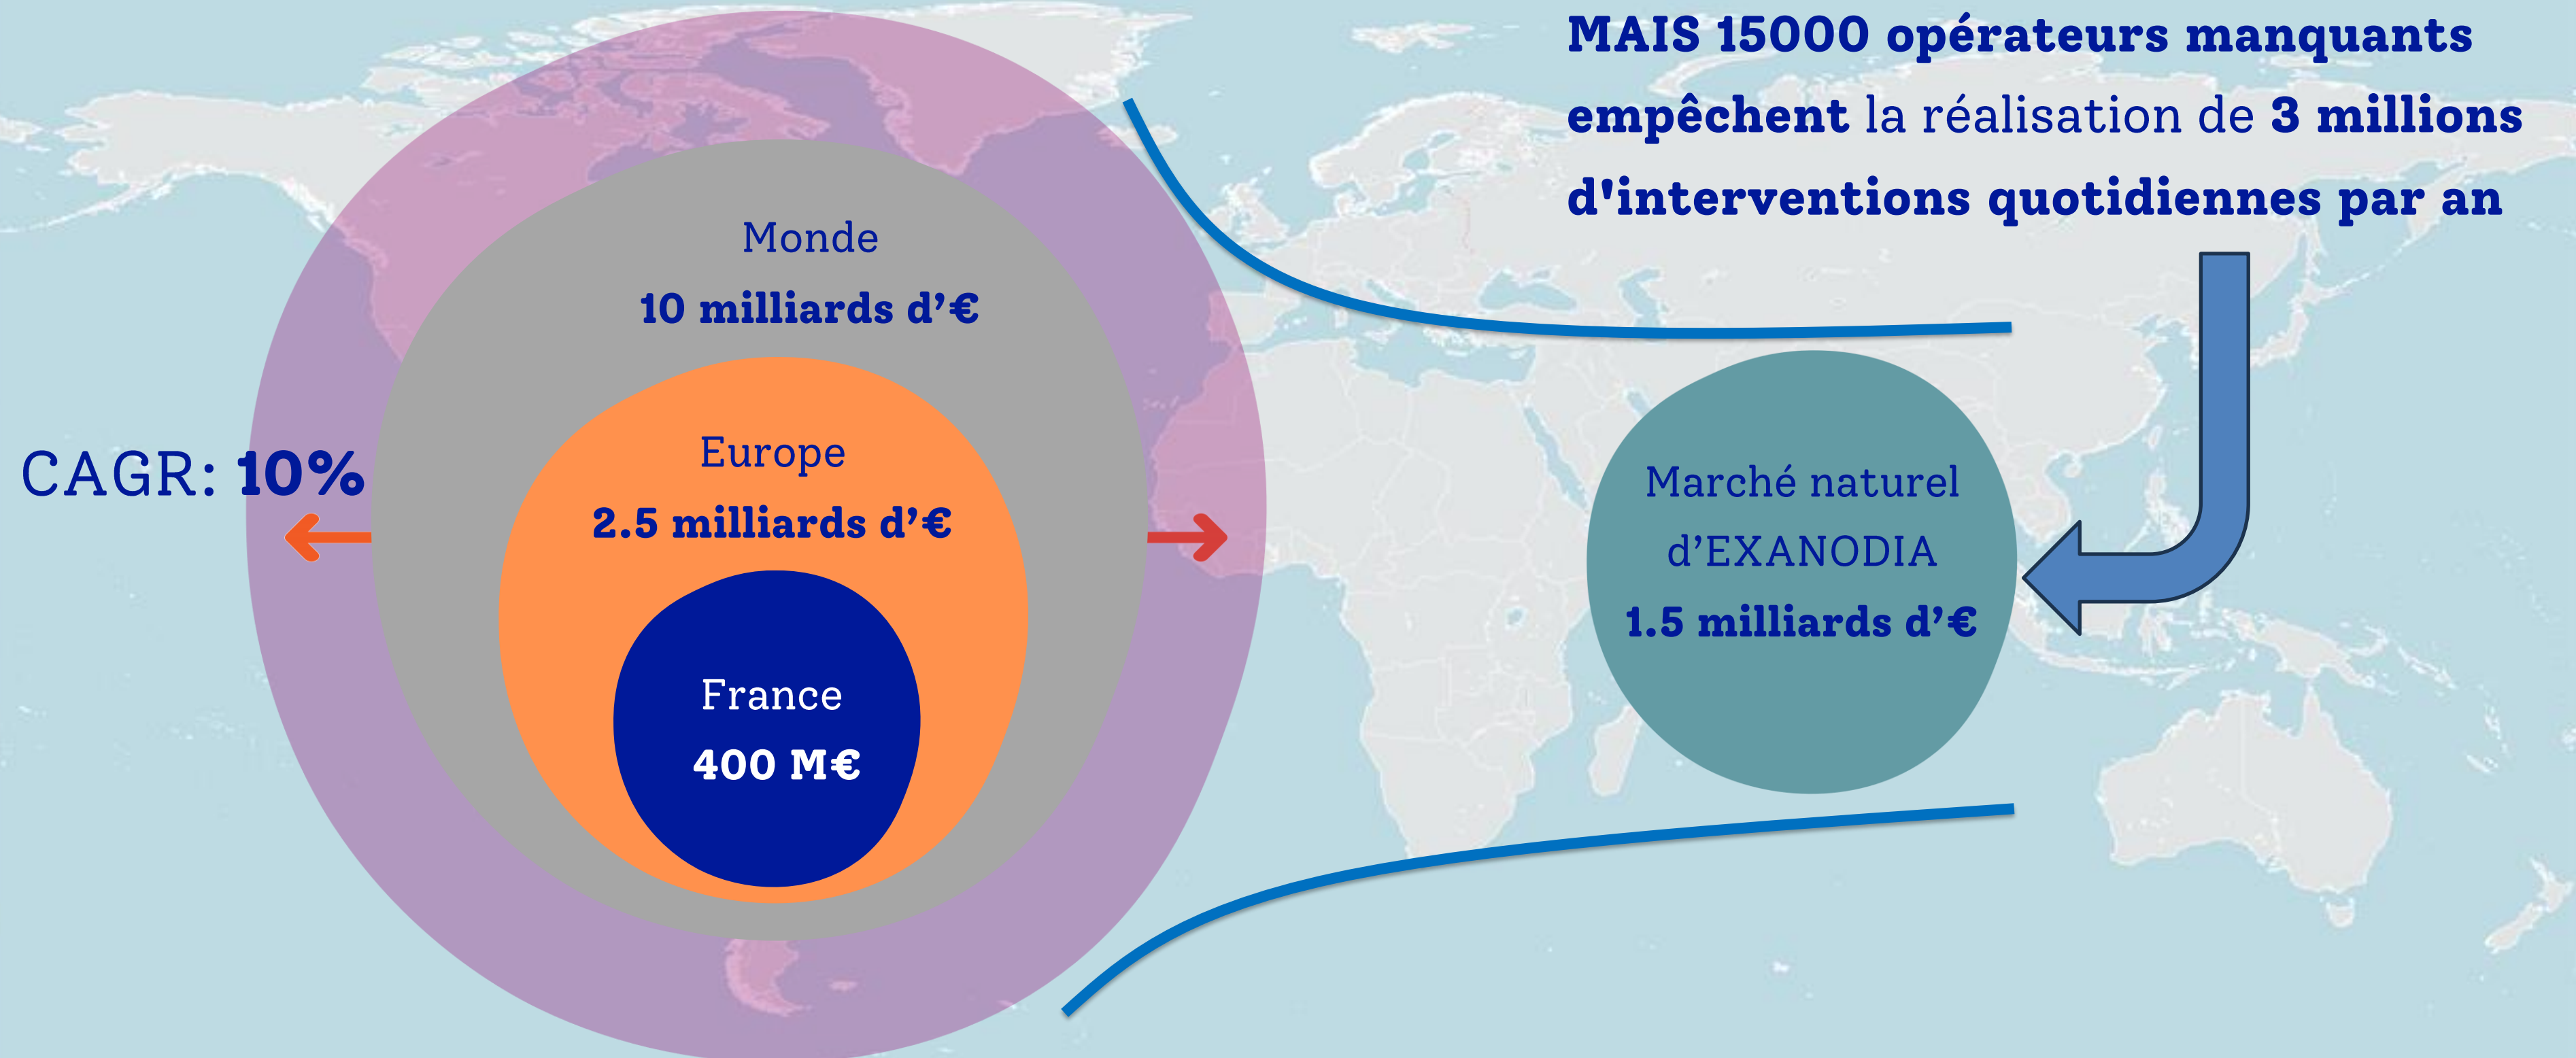 MAIS 15000 opérateurs manquants
empêchent la réalisation de 3 millions
d'interventions quotidiennes par an
Monde
10 milliards d’€
CAGR: 10%
Europe
2.5 milliards d’€
France
400 M€
Marché naturel
d’EXANODIA
1.5 milliards d’€